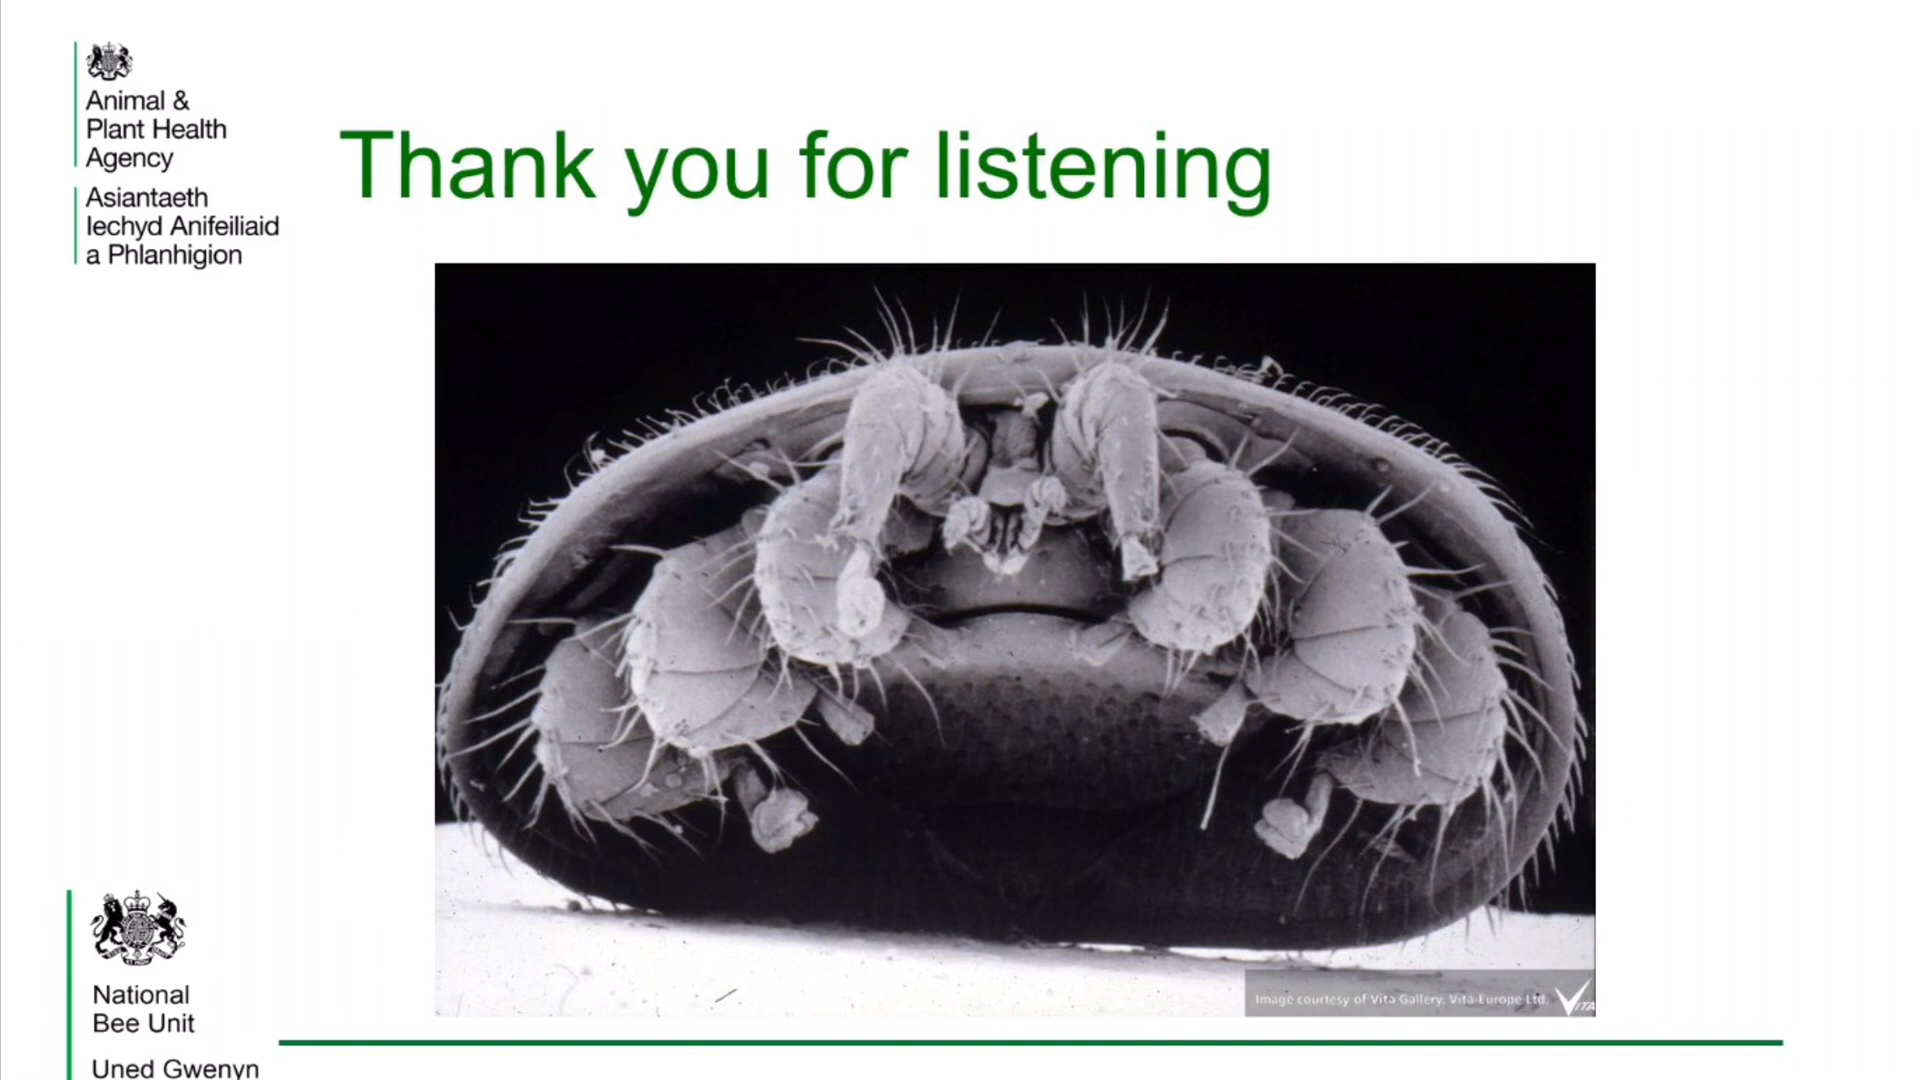 Animal &
Plant Health
Agency
Asiantaeth
Iechyd Anifeiliaid
a Phlanhigion
Thank you for listening
Image courtesy of Vita Gallery. Vita Europe Ltd.
VITA
National
Bee Unit
Uned Gwenyn